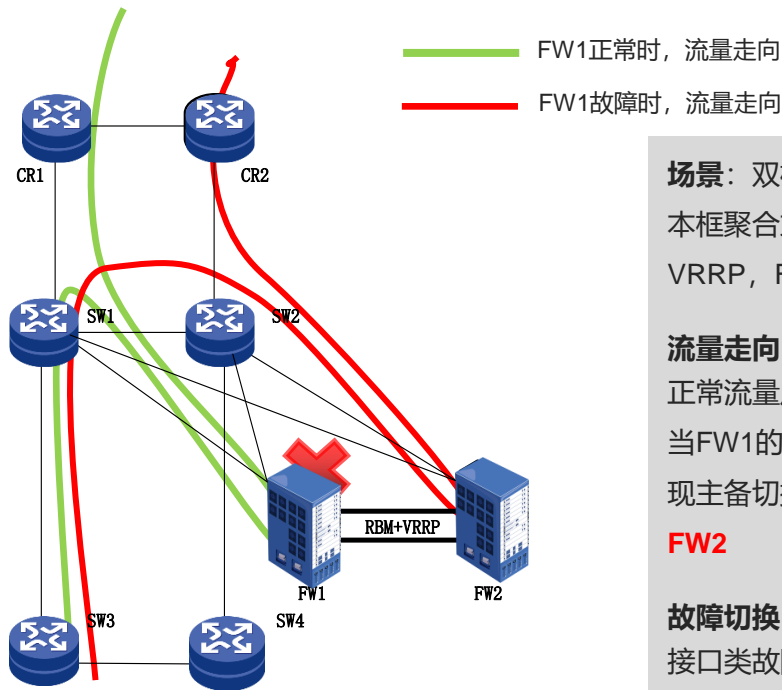 FW1正常时，流量走向
FW1故障时，流量走向
CR1
CR2
场景：双
本框聚合
VRRP，
SW1
SW2
流量走向
正常流量
当FW1的
现主备切
FW2
RBM+VRRP
FW1
FW2
SW3
SW4
故障切换
接口类故